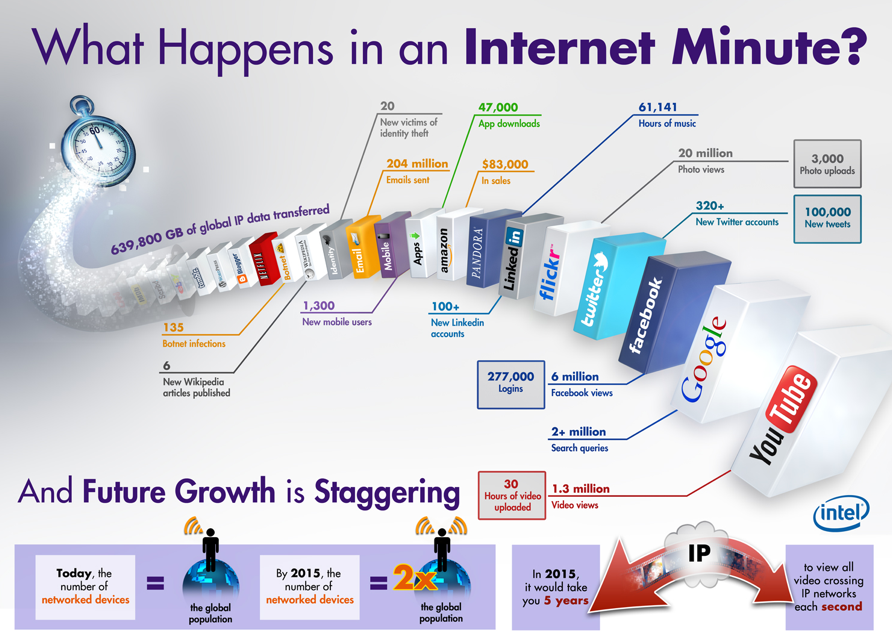 What Happens in an Internet Minute?
60
20
New victims of
identity theft
47,000
App downloads
61,141
Hours of music
204 million
Emails sent
$83,000
In sales
20 million
Photo views
3,000
Photo uploads
320+
New Twitter accounts
100,000
New tweets
639,800 GB of global IP data transferred
Blogger
NETFLIX
Botnet
WIKIPEDIA
Identity
Email
Mobile
Apps
amazon
PANDORA
Linked in
flickr
twitter
facebook
Google
YouTube
135
Botnet infections
6
New Wikipedia
articles published
1,300
New mobile users
100+
New Linkedin
accounts
277,000
Logins
6 million
Facebook views
2+ million
Search queries
30
Hours of video
uploaded
1.3 million
Video views
And Future Growth is Staggering
intel
Today, the
number of
networked devices
=
the global
population
By 2015, the
number of
networked devices
=
2x
the global
population
In 2015,
it would take
you 5 years
IP
to view all
video crossing
IP networks
each second